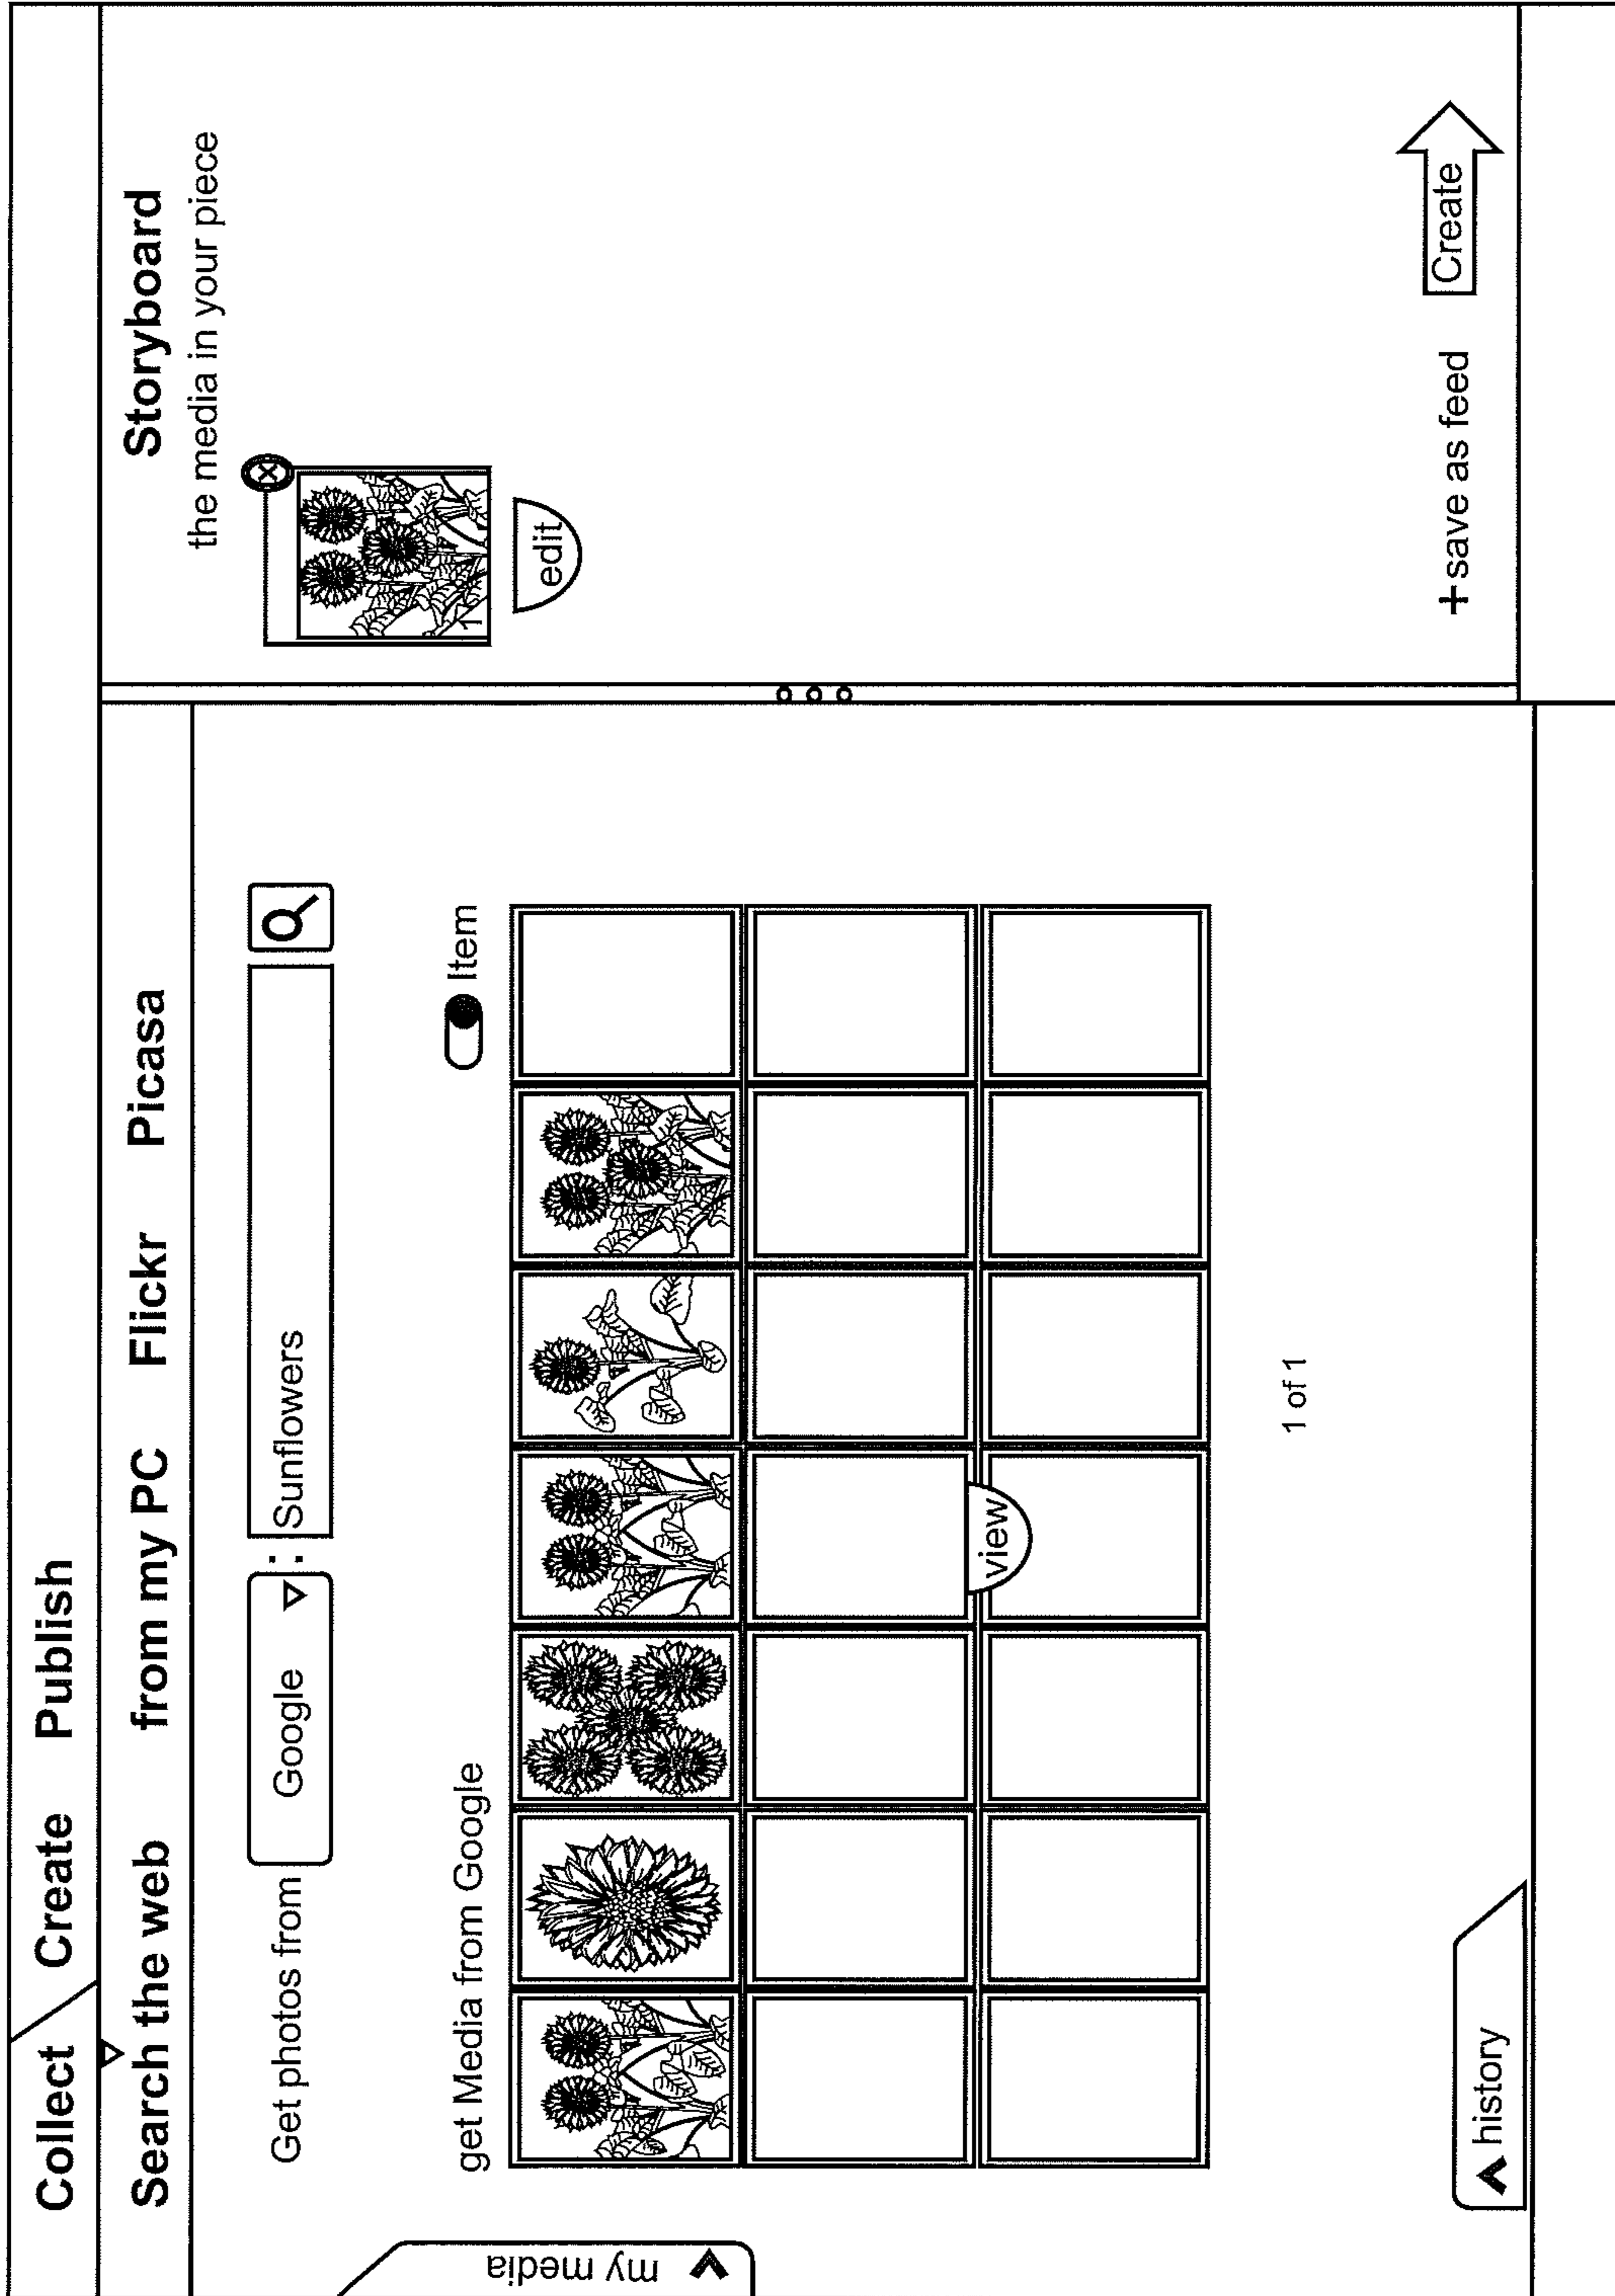 Collect Create Publish
Search the web from my PC Flickr Picasa
Get photos from Google : Sunflowers
get Media from Google Item
my media
view
1 of 1
history
Storyboard
the media in your piece
1
edit
+ save as feed Create